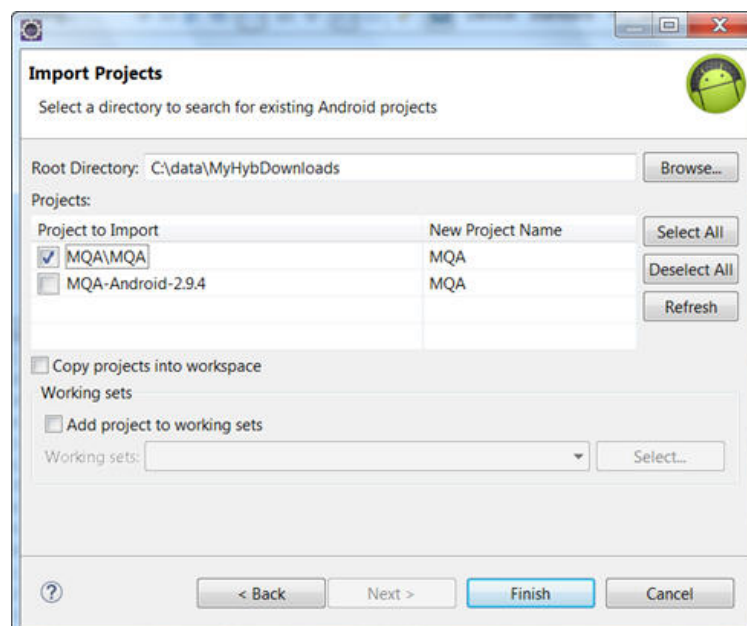 Import Projects
Select a directory to search for existing Android projects
Root Directory: C:\data\MyHybDownloads Browse...
Projects:
Project to Import New Project Name Select All
MQA\MQA MQA
Deselect All
MQA-Android-2.9.4 MQA
Refresh
Copy projects into workspace
Working sets
Add project to working sets
Working sets: Select...
< Back Next > Finish Cancel